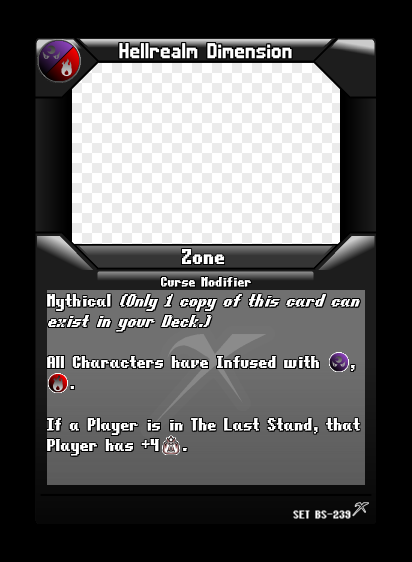 Hellrealm Dimension
Zone
Curse Modifier
Mythical (Only 1 copy of this card can
exist in your Deck.)
All Characters have Infused with ,
.
If a Player is in The Last Stand, that
Player has +4 .
SET BS-239